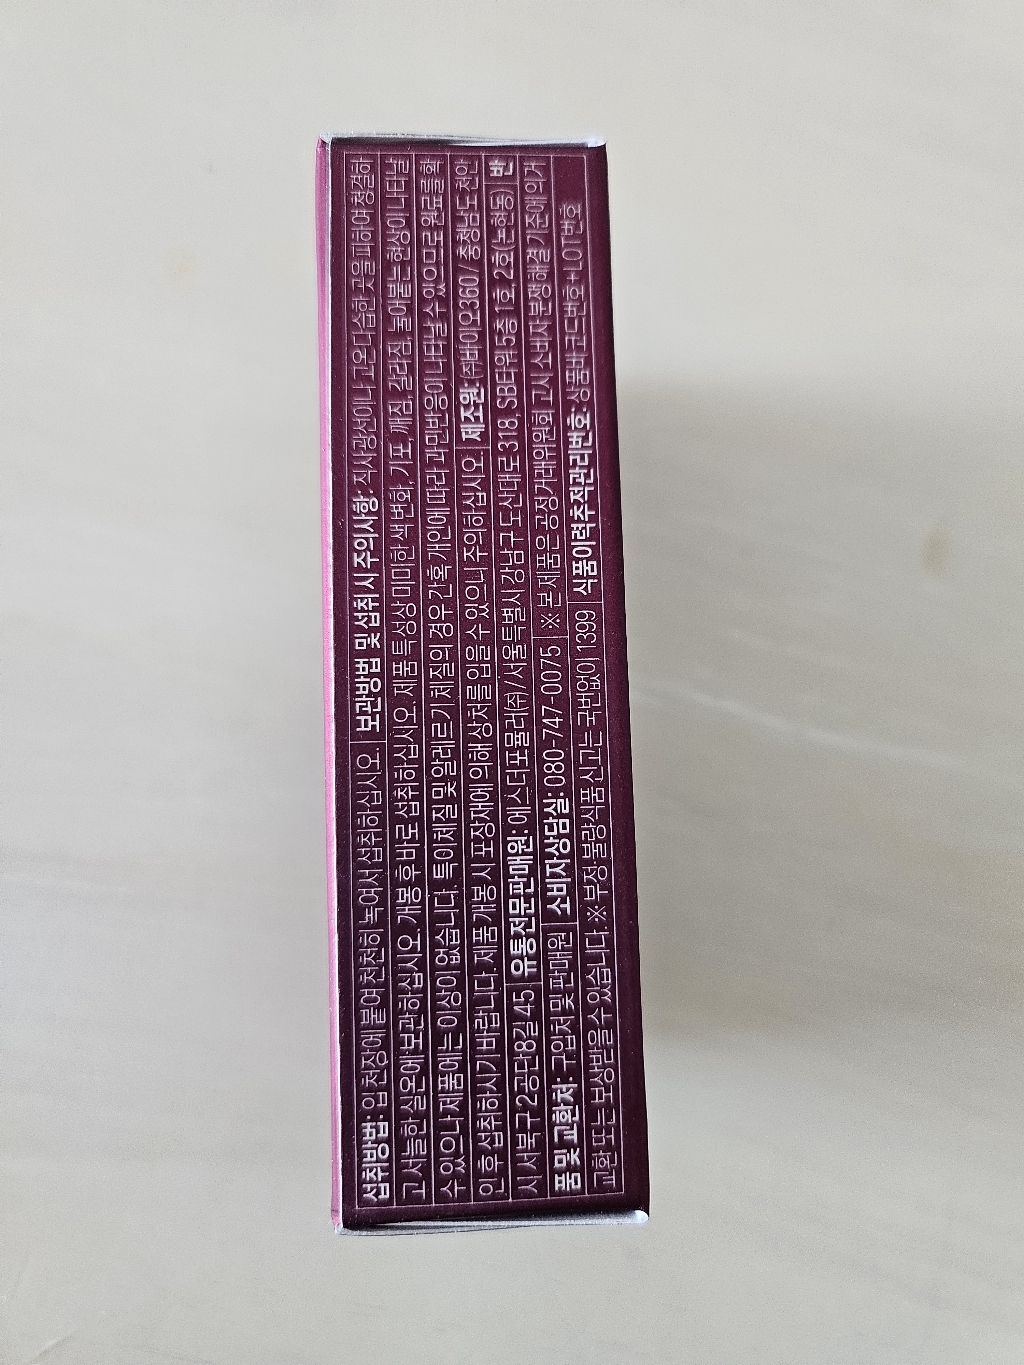 섭취방법: 입 천장에 붙여 천천히 녹여서 섭취하십시오. 보관방법 및 섭취 시 주의사항: 직사광선이나 고온 다습한 곳을 피하여 청결하
고 서늘한 실온에 보관하십시오. 개봉 후 바로 섭취하십시오. 제품 특성상 미미한 색 변화, 기포, 깨짐, 갈라짐, 눌어붙는 현상이 나타날
수 있으나 제품에는 이상이 없습니다. 특이체질 및 알레르기 체질의 경우 간혹 개인에 따라 과민반응이 나타날 수 있으므로 원료를 확
인 후 섭취하시기 바랍니다. 제품 개봉 시 포장재에 의해 상처를 입을 수 있으니 주의하십시오. 제조원: (주)바이오360 / 충청남도 천안
시 서북구 2공단8길 45 유통전문판매원: 에스더포뮬러(주) / 서울특별시 강남구 도산대로 318, SB타워 5층 1호, 2호(논현동) 반
품 및 교환처: 구입처 및 판매원 소비자상담실: 080-747-0075 ※ 본 제품은 공정거래위원회 고시 소비자 분쟁해결 기준에 의거
교환 또는 보상받을 수 있습니다. ※ 부정·불량식품 신고는 국번없이 1399 식품이력추적관리번호: 상품바코드번호+LOT번호